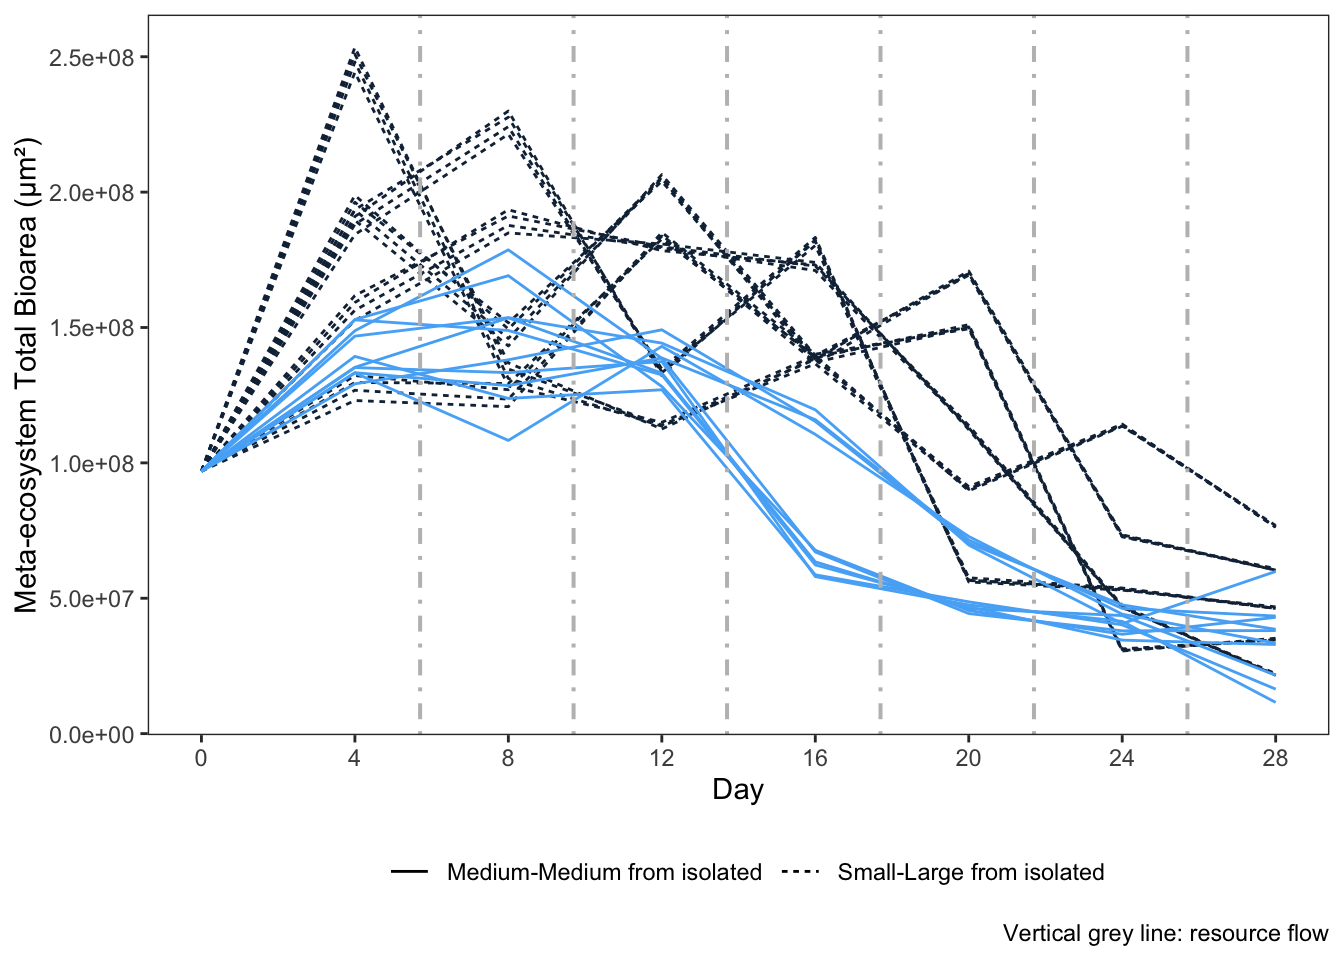 Meta-ecosystem Total Bioarea (µm²)
2.5e+08
2.0e+08
1.5e+08
1.0e+08
5.0e+07
0.0e+00
0 4 8 12 16 20 24 28
Day
Medium-Medium from isolated Small-Large from isolated
Vertical grey line: resource flow